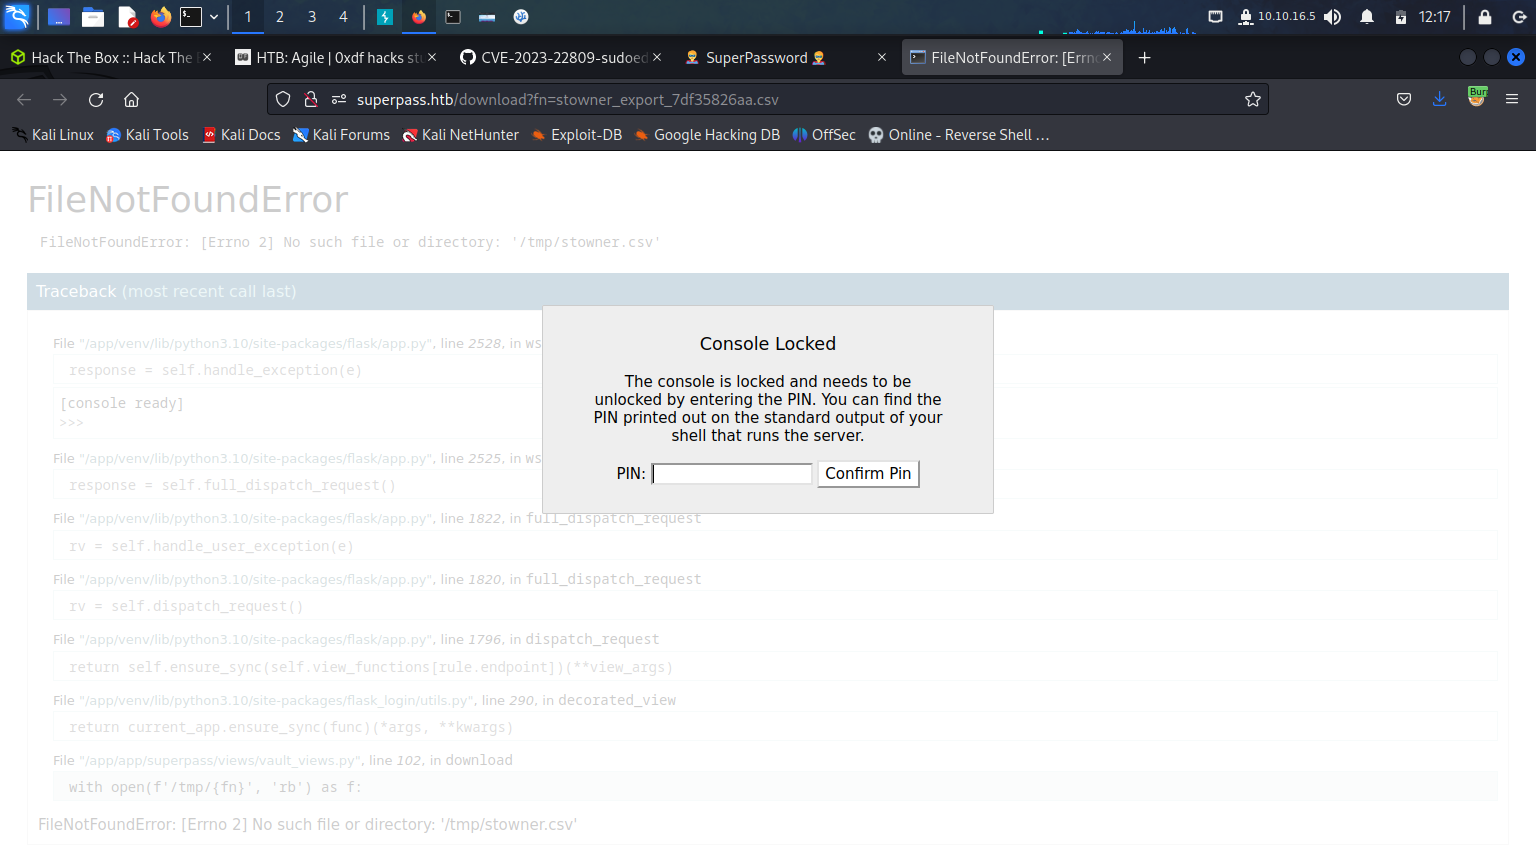 1 2 3 4 10.10.16.5 12:17
Hack The Box :: Hack The B HTB: Agile | 0xdf hacks stu CVE-2023-22809-sudoed SuperPassword FileNotFoundError: [Errno
superpass.htb/download?fn=stowner_export_7df35826aa.csv
Kali Linux Kali Tools Kali Docs Kali Forums Kali NetHunter Exploit-DB Google Hacking DB OffSec Online - Reverse Shell …
FileNotFoundError
FileNotFoundError: [Errno 2] No such file or directory: '/tmp/stowner.csv'
Traceback (most recent call last)
File "/app/venv/lib/python3.10/site-packages/flask/app.py", line 2528, in ws
response = self.handle_exception(e)
[console ready]
>>>
File "/app/venv/lib/python3.10/site-packages/flask/app.py", line 2525, in ws
response = self.full_dispatch_request()
File "/app/venv/lib/python3.10/site-packages/flask/app.py", line 1822, in full_dispatch_request
rv = self.handle_user_exception(e)
File "/app/venv/lib/python3.10/site-packages/flask/app.py", line 1820, in full_dispatch_request
rv = self.dispatch_request()
File "/app/venv/lib/python3.10/site-packages/flask/app.py", line 1796, in dispatch_request
return self.ensure_sync(self.view_functions[rule.endpoint])(**view_args)
File "/app/venv/lib/python3.10/site-packages/flask_login/utils.py", line 290, in decorated_view
return current_app.ensure_sync(func)(*args, **kwargs)
File "/app/app/superpass/views/vault_views.py", line 102, in download
with open(f'/tmp/{fn}', 'rb') as f:
FileNotFoundError: [Errno 2] No such file or directory: '/tmp/stowner.csv'
Console Locked
The console is locked and needs to be
unlocked by entering the PIN. You can find the
PIN printed out on the standard output of your
shell that runs the server.
PIN: Confirm Pin